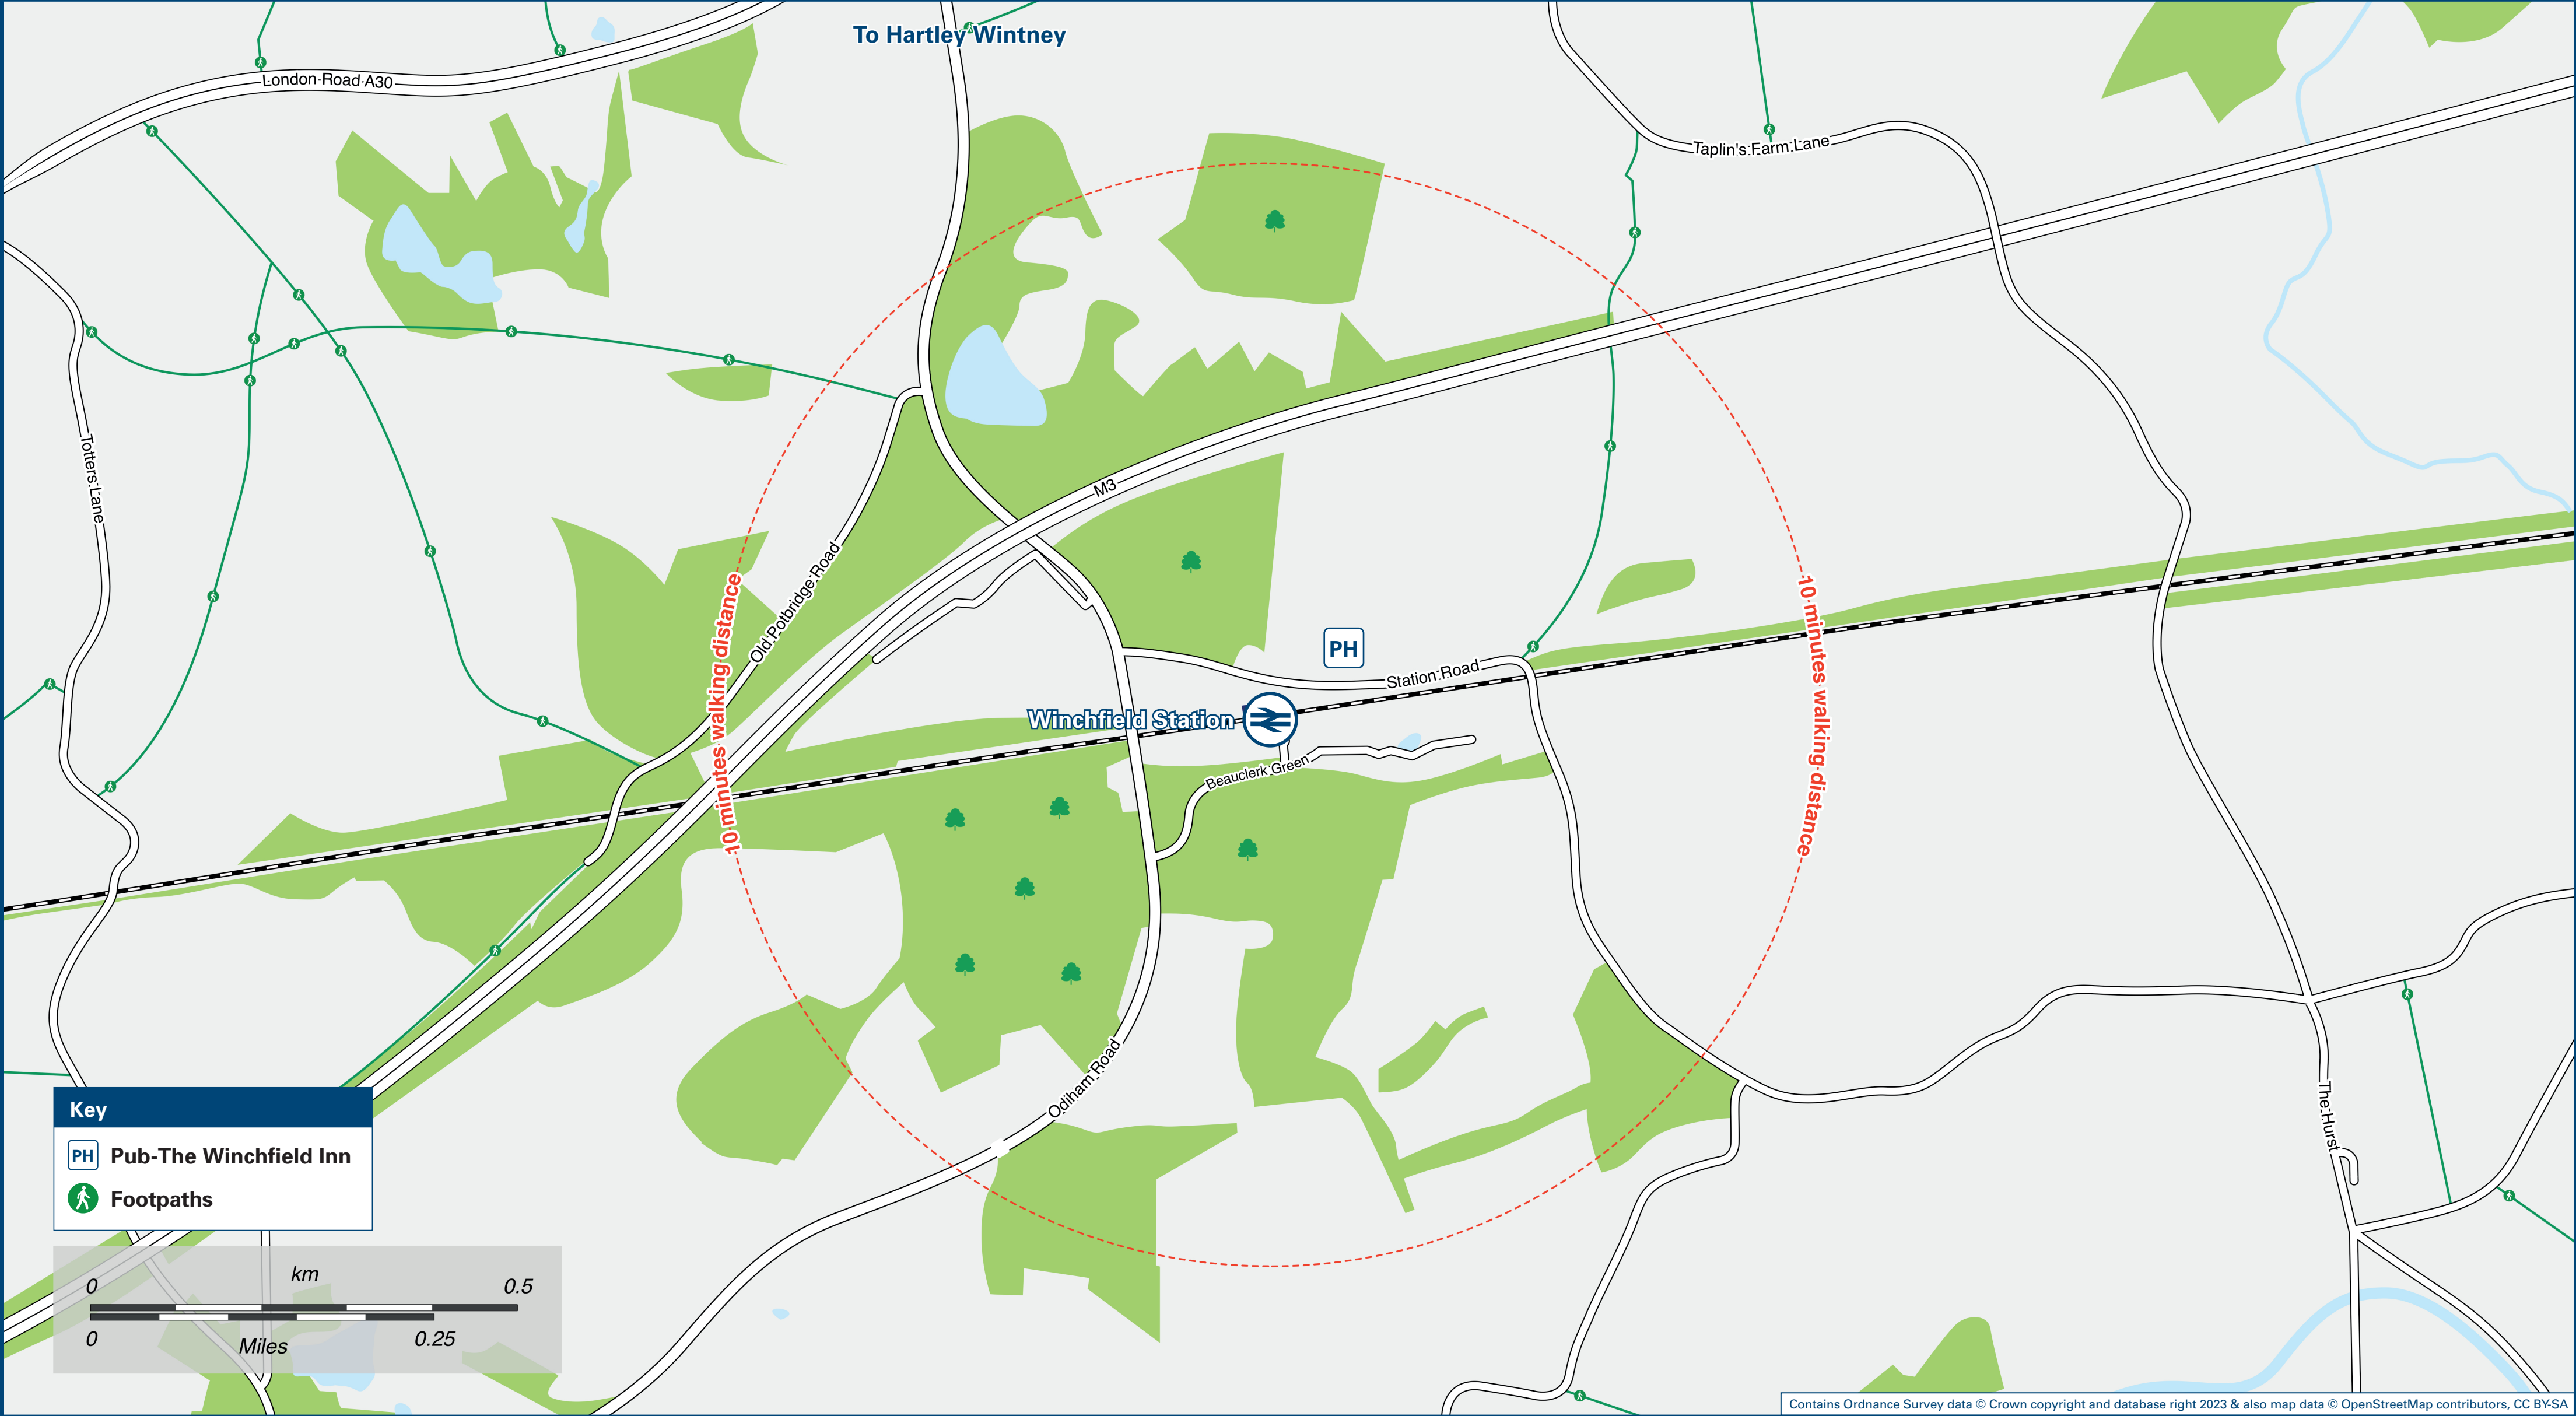 To Hartley Wintney
London Road A30
Taplin's Farm Lane
Totters Lane
M3
Old Potbridge Road
10 minutes walking distance
10 minutes walking distance
PH
Station Road
Winchfield Station
Beauclerk Green
Odiham Road
The Hurst
Key
PH Pub-The Winchfield Inn
Footpaths
0 km 0.5
0 Miles 0.25
Contains Ordnance Survey data © Crown copyright and database right 2023 & also map data © OpenStreetMap contributors, CC BY-SA